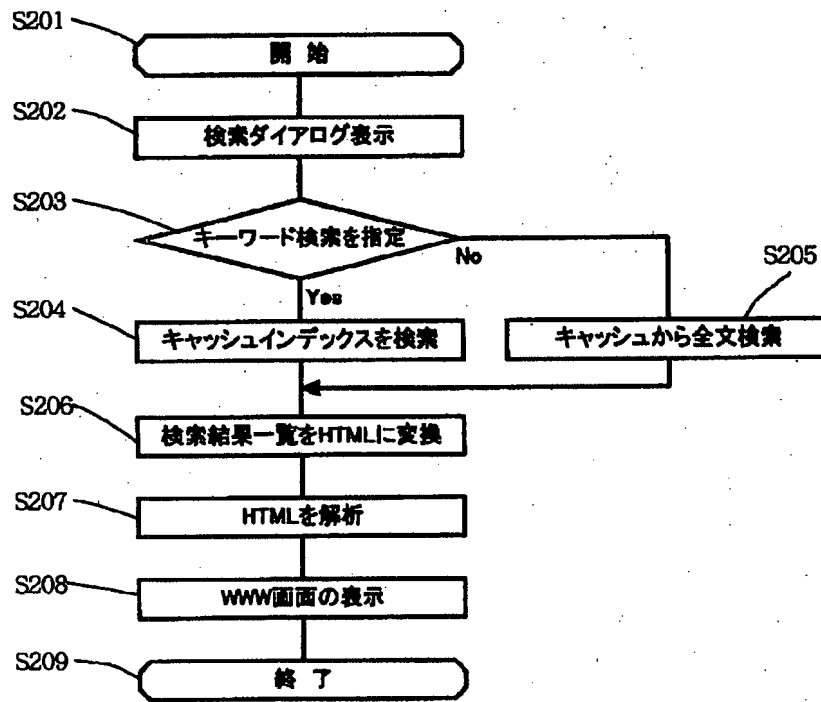 S201
開始
S202
検索ダイアログ表示
S203
キーワード検索を指定
No
Yes
S204
キャッシュインデックスを検索
S205
キャッシュから全文検索
S206
検索結果一覧をHTMLに変換
S207
HTMLを解析
S208
WWW画面の表示
S209
終了